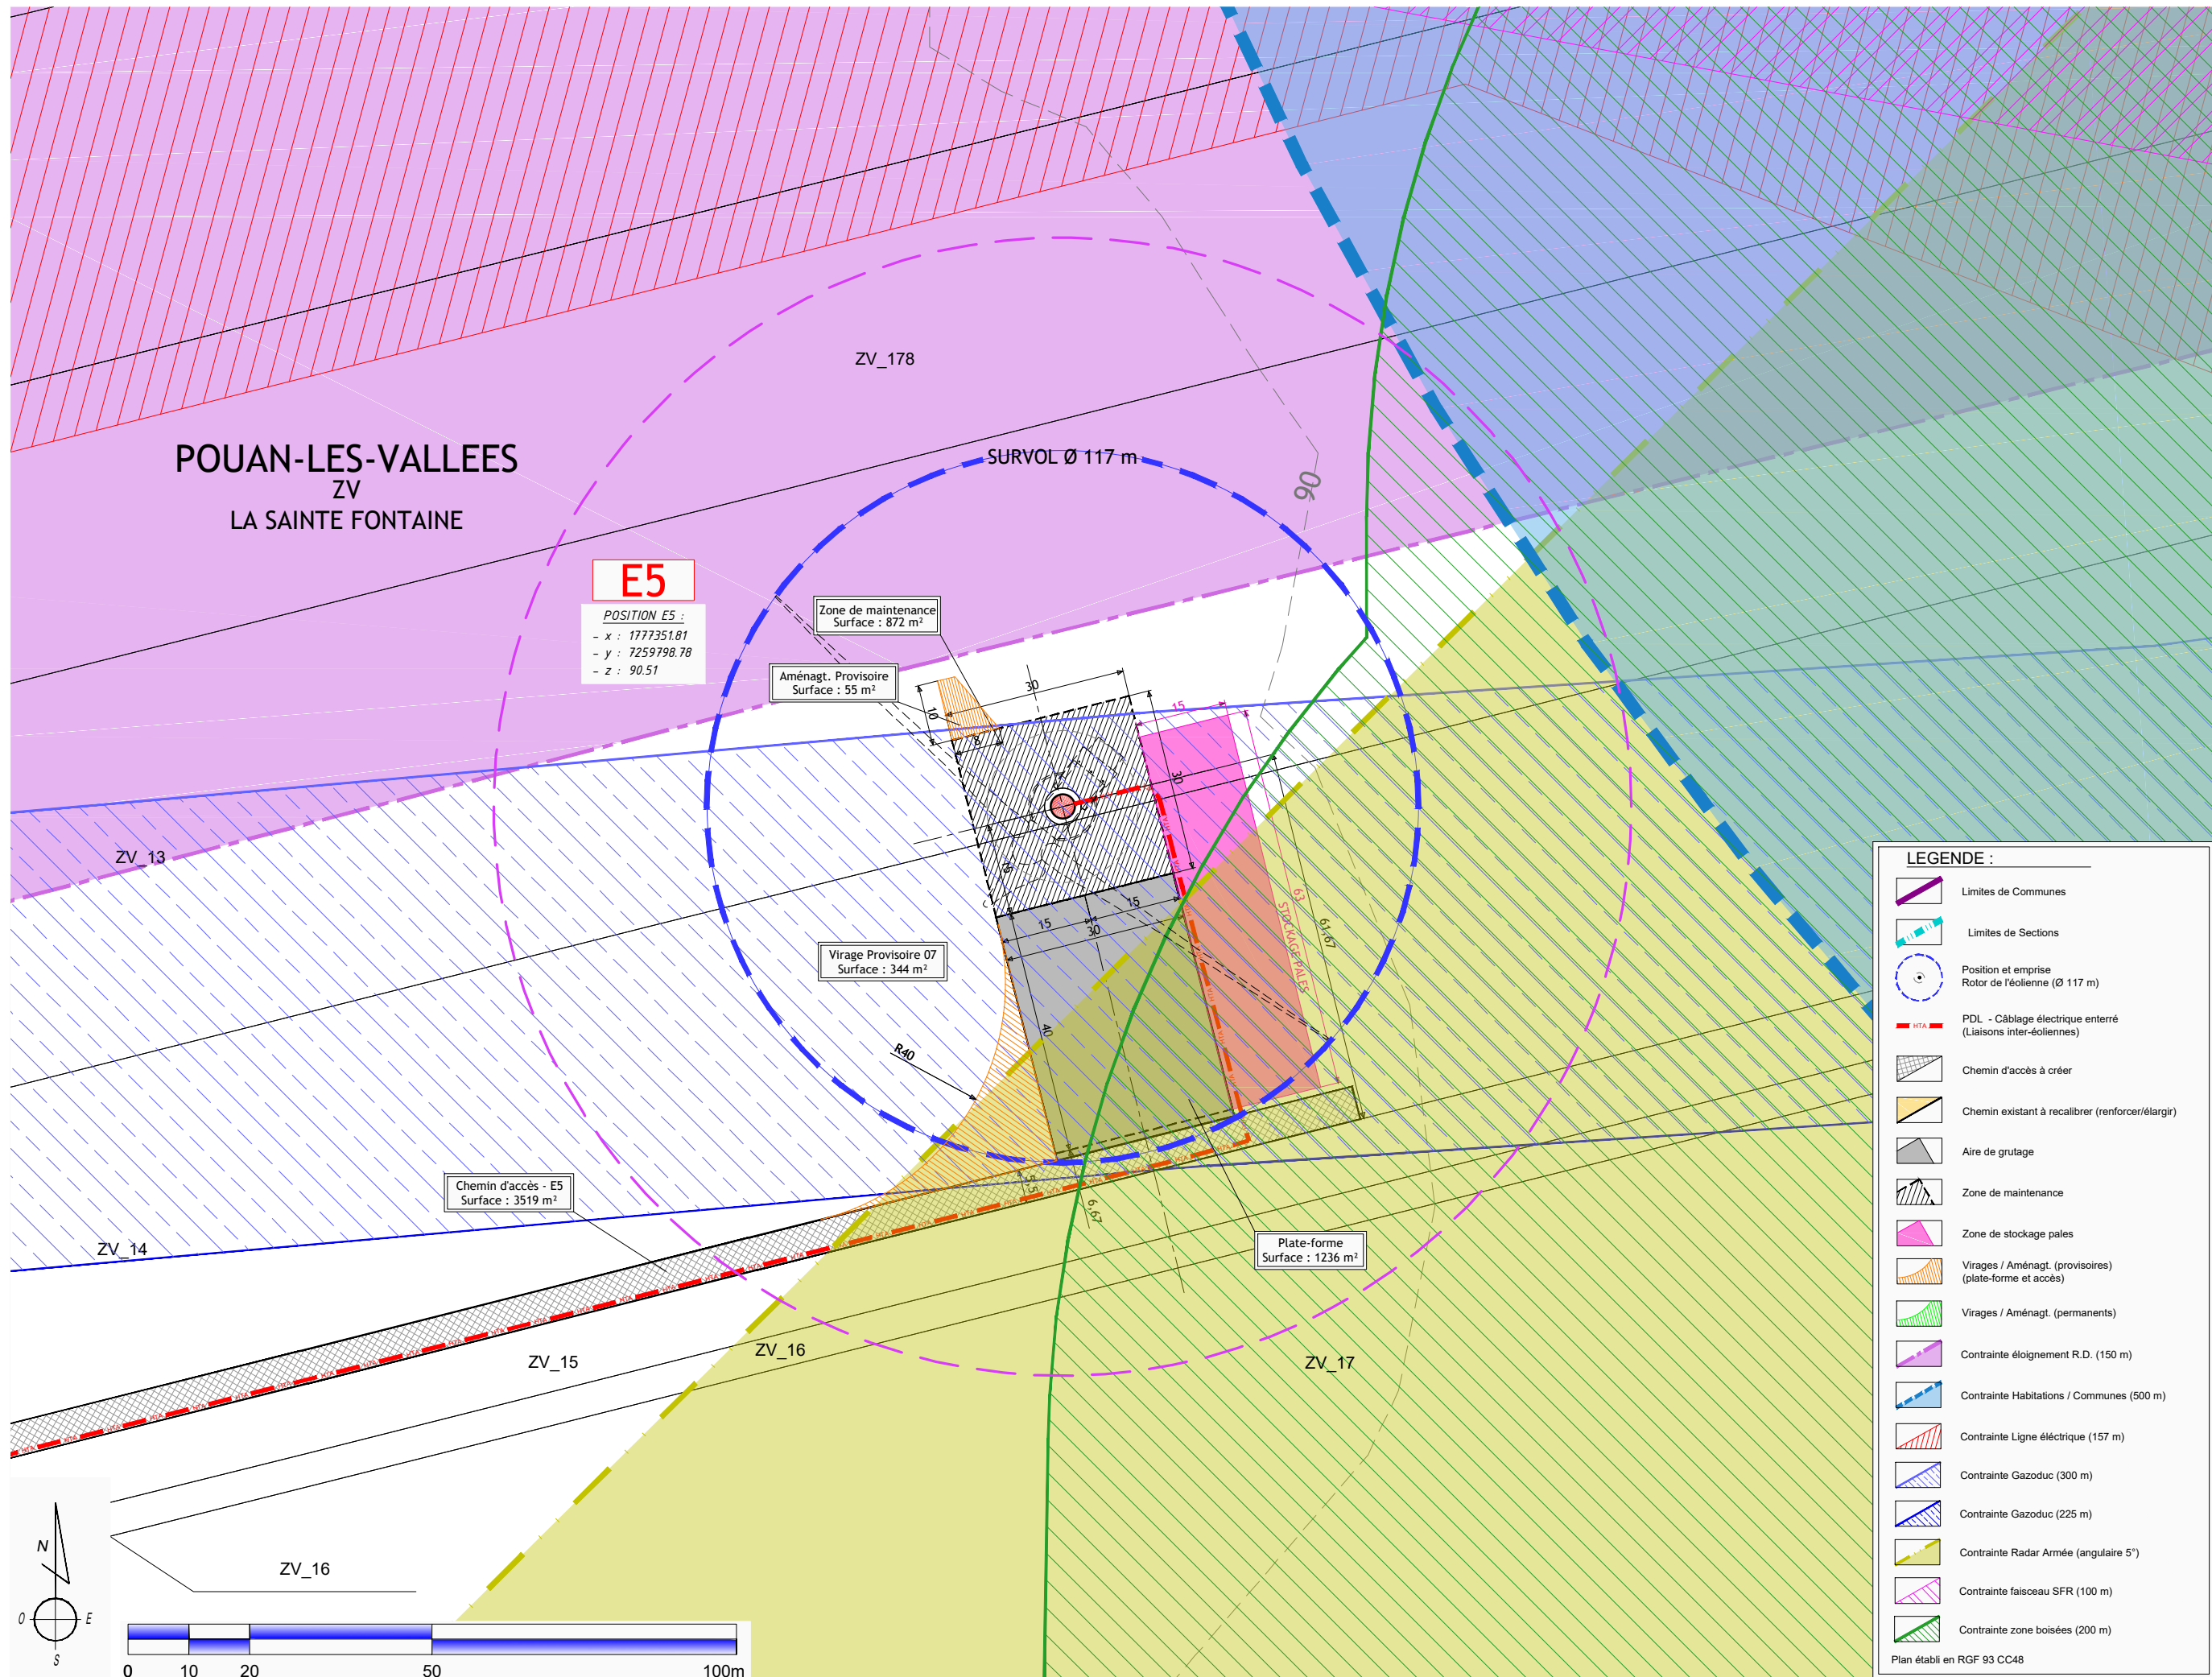 ZV_178
POUAN-LES-VALLEES
ZV
LA SAINTE FONTAINE
SURVOL Ø 117 m
90
E5
POSITION E5 :
- x : 1777351.81
- y : 7259798.78
- z : 90.51
Zone de maintenance
Surface : 872 m²
Aménagt. Provisoire
Surface : 55 m²
30
10
8
15
30
ZV_13
15
15
30
63
STOCKAGE PALES
61,67
Virage Provisoire 07
Surface : 344 m²
40
R40
HTA
Chemin d'accès - E5
Surface : 3519 m²
5,5
6,67
Plate-forme
Surface : 1236 m²
ZV_14
ZV_15
ZV_16
ZV_17
ZV_16
N
O
E
S
0 10 20 50 100m
LEGENDE :
Limites de Communes
Limites de Sections
Position et emprise
Rotor de l'éolienne (Ø 117 m)
HTA
PDL - Câblage électrique enterré
(Liaisons inter-éoliennes)
Chemin d'accès à créer
Chemin existant à recalibrer (renforcer/élargir)
Aire de grutage
Zone de maintenance
Zone de stockage pales
Virages / Aménagt. (provisoires)
(plate-forme et accès)
Virages / Aménagt. (permanents)
Contrainte éloignement R.D. (150 m)
Contrainte Habitations / Communes (500 m)
Contrainte Ligne éléctrique (157 m)
Contrainte Gazoduc (300 m)
Contrainte Gazoduc (225 m)
Contrainte Radar Armée (angulaire 5°)
Contrainte faisceau SFR (100 m)
Contrainte zone boisées (200 m)
Plan établi en RGF 93 CC48